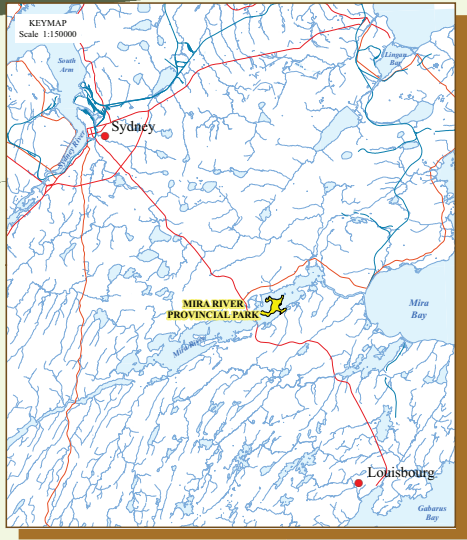 KEYMAP
Scale 1:150000
South
Arm
Lingan
Bay
Sydney
Sydney River
MIRA RIVER
PROVINCIAL PARK
Mira
Bay
Mira River
Louisbourg
Gabarus
Bay